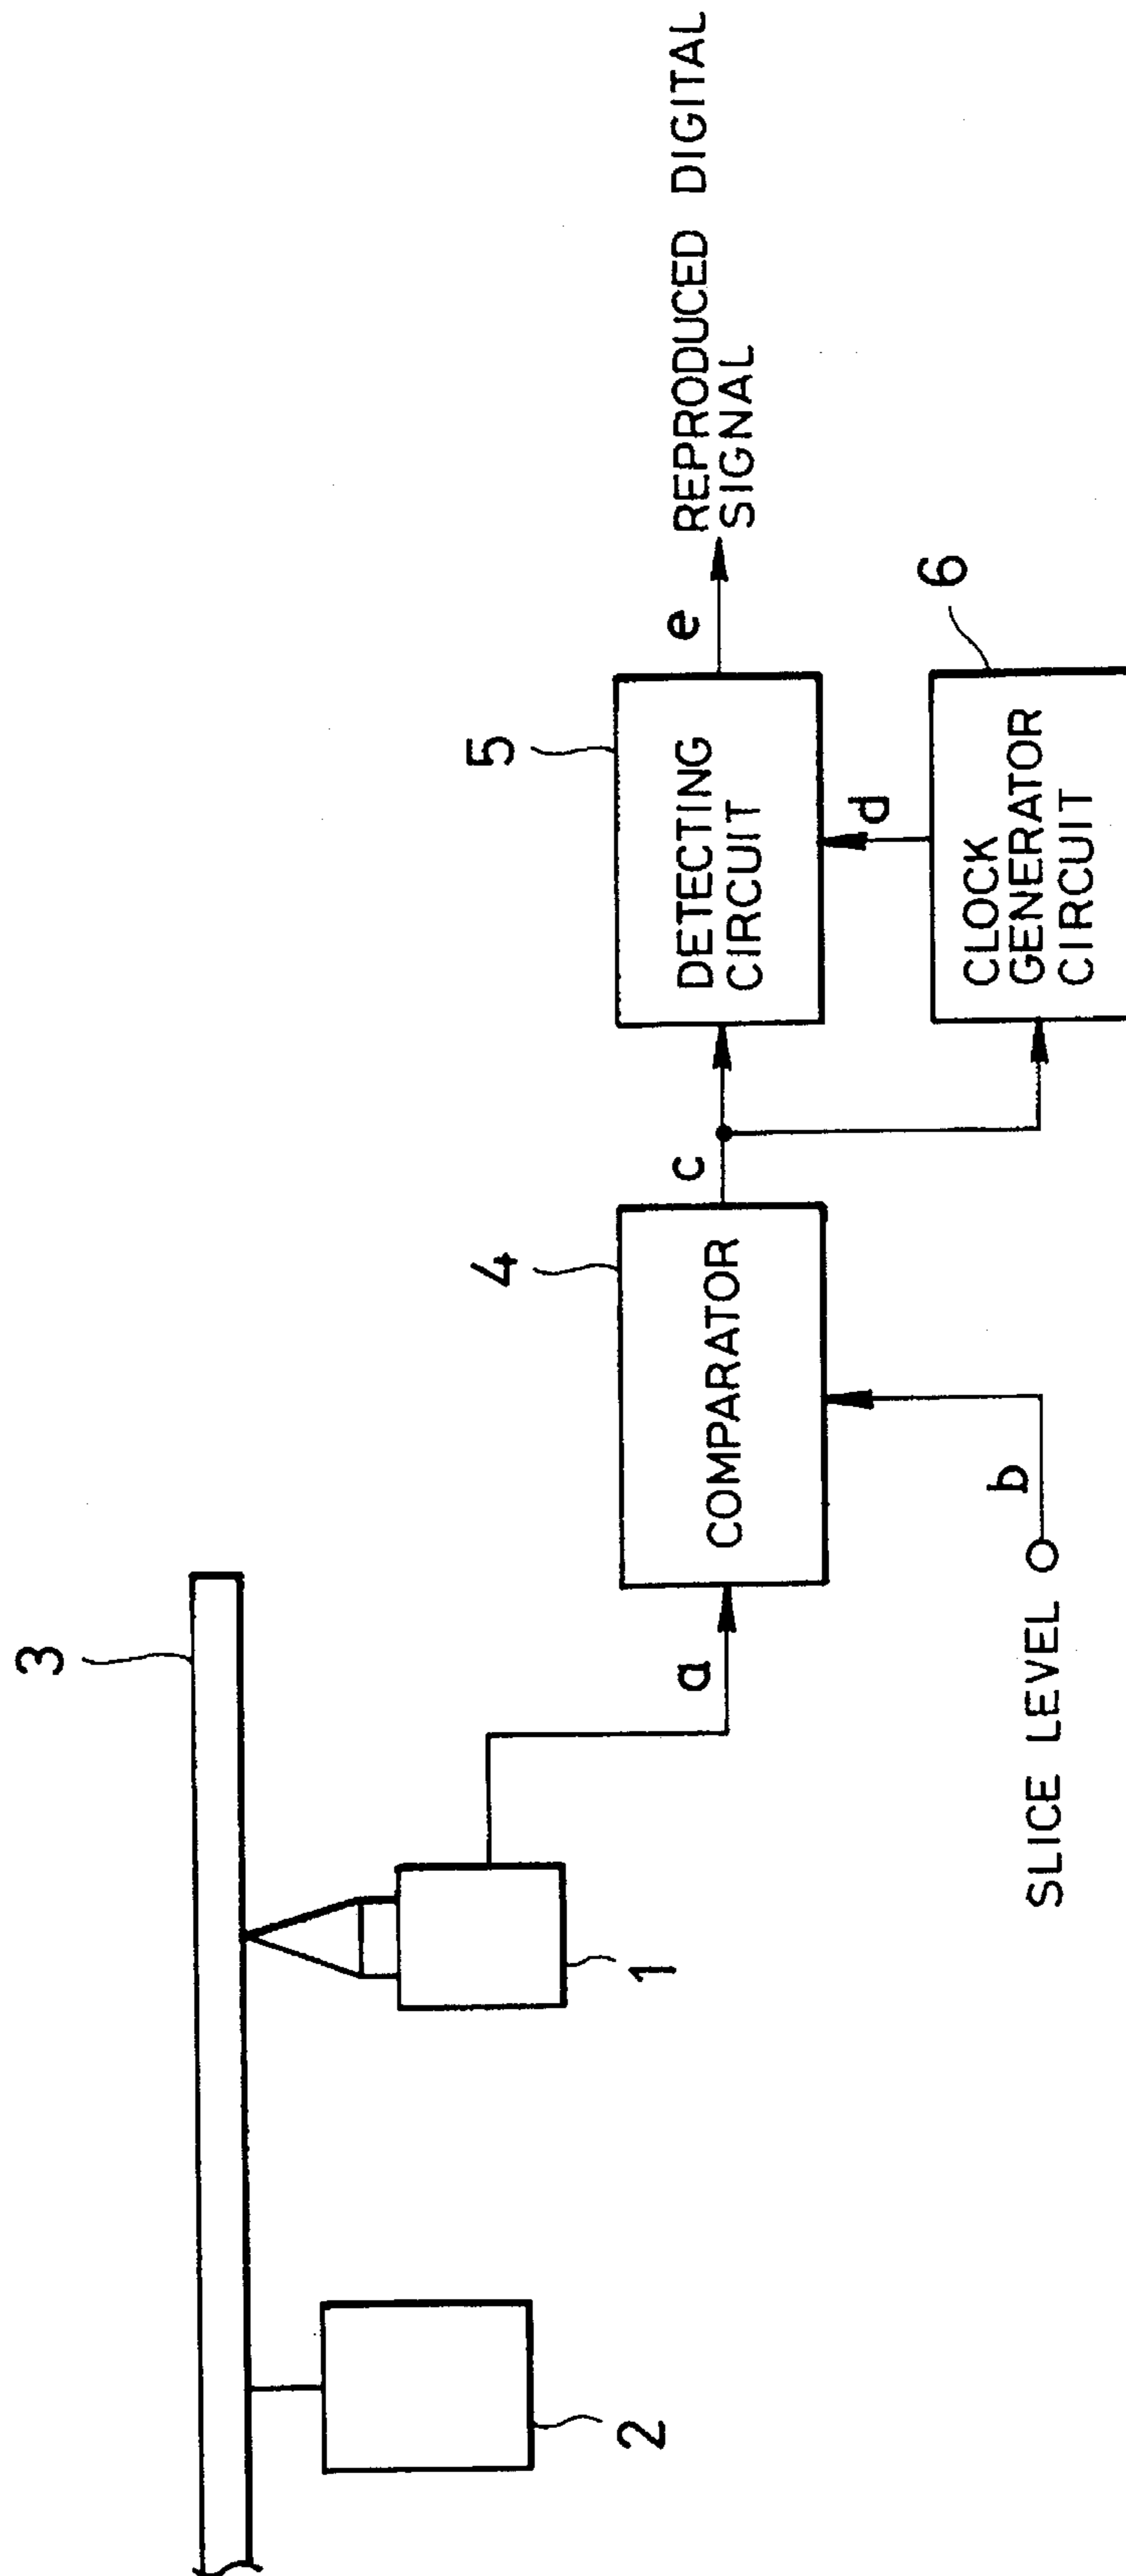 3
1
2
a
4
COMPARATOR
SLICE LEVEL
b
c
5
DETECTING
CIRCUIT
d
6
CLOCK
GENERATOR
CIRCUIT
e
REPRODUCED DIGITAL
SIGNAL